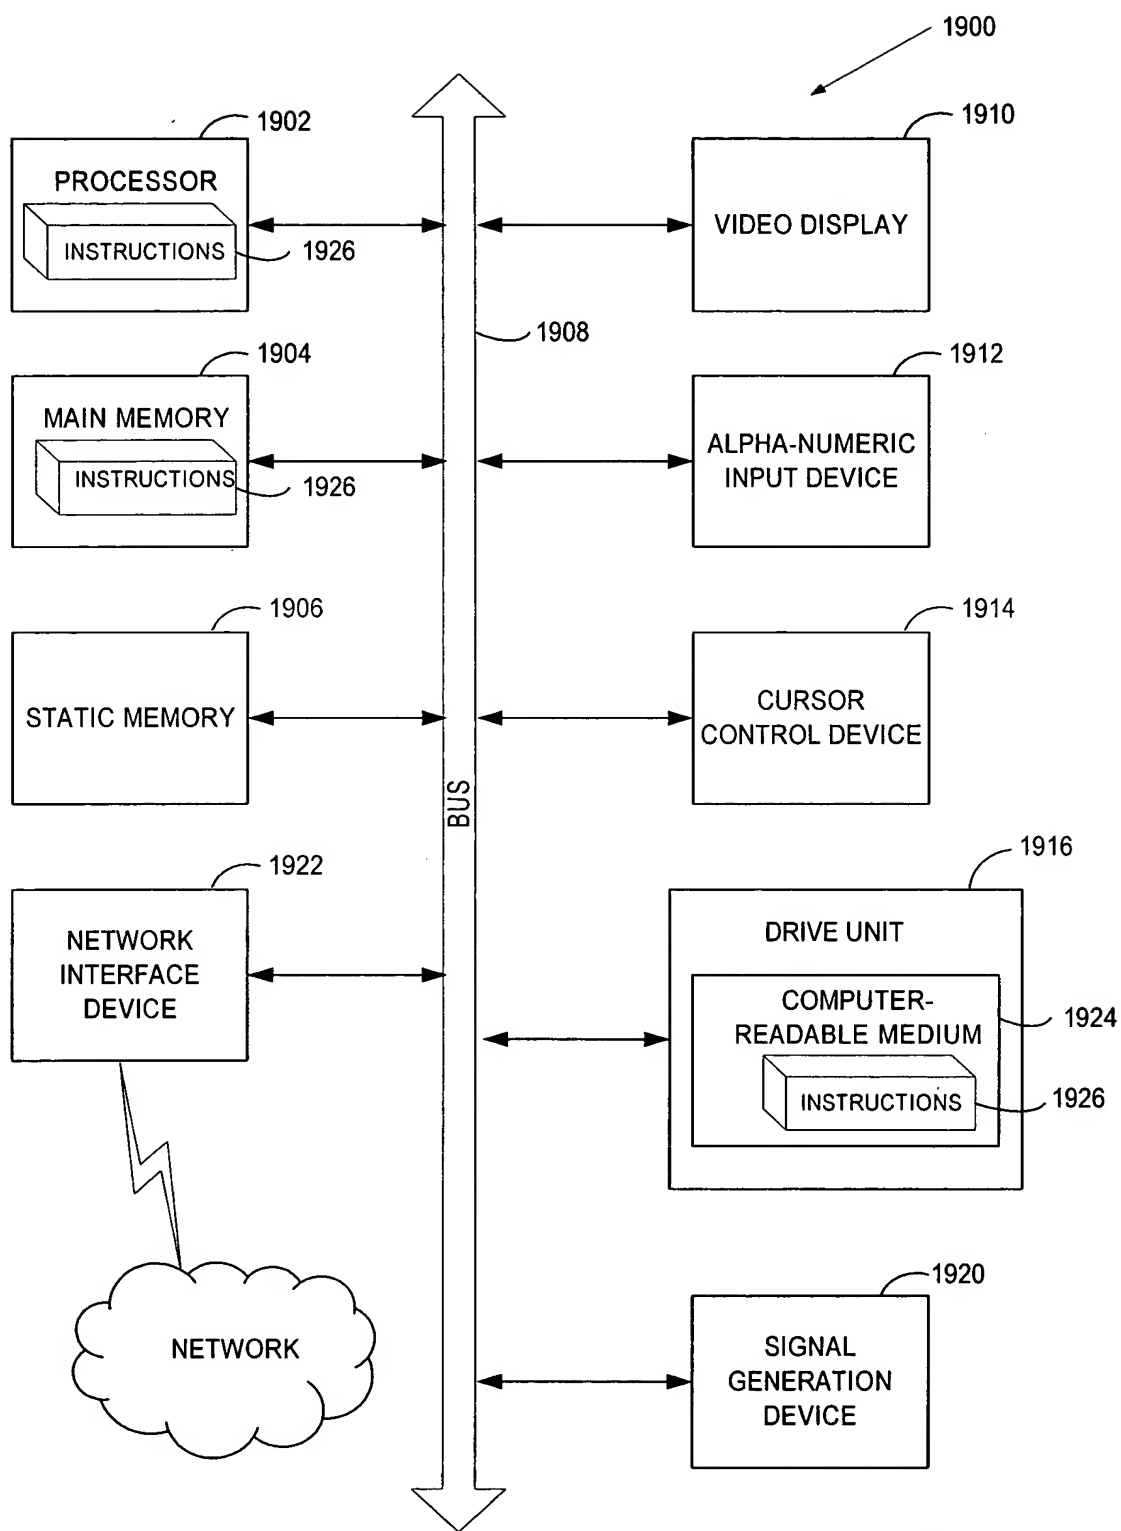 1900
1902
PROCESSOR
INSTRUCTIONS
1926
1910
VIDEO DISPLAY
1908
1904
MAIN MEMORY
INSTRUCTIONS
1926
1912
ALPHA-NUMERIC
INPUT DEVICE
1906
STATIC MEMORY
1914
CURSOR
CONTROL DEVICE
BUS
1922
NETWORK
INTERFACE
DEVICE
1916
DRIVE UNIT
COMPUTER-
READABLE MEDIUM
1924
INSTRUCTIONS
1926
NETWORK
1920
SIGNAL
GENERATION
DEVICE